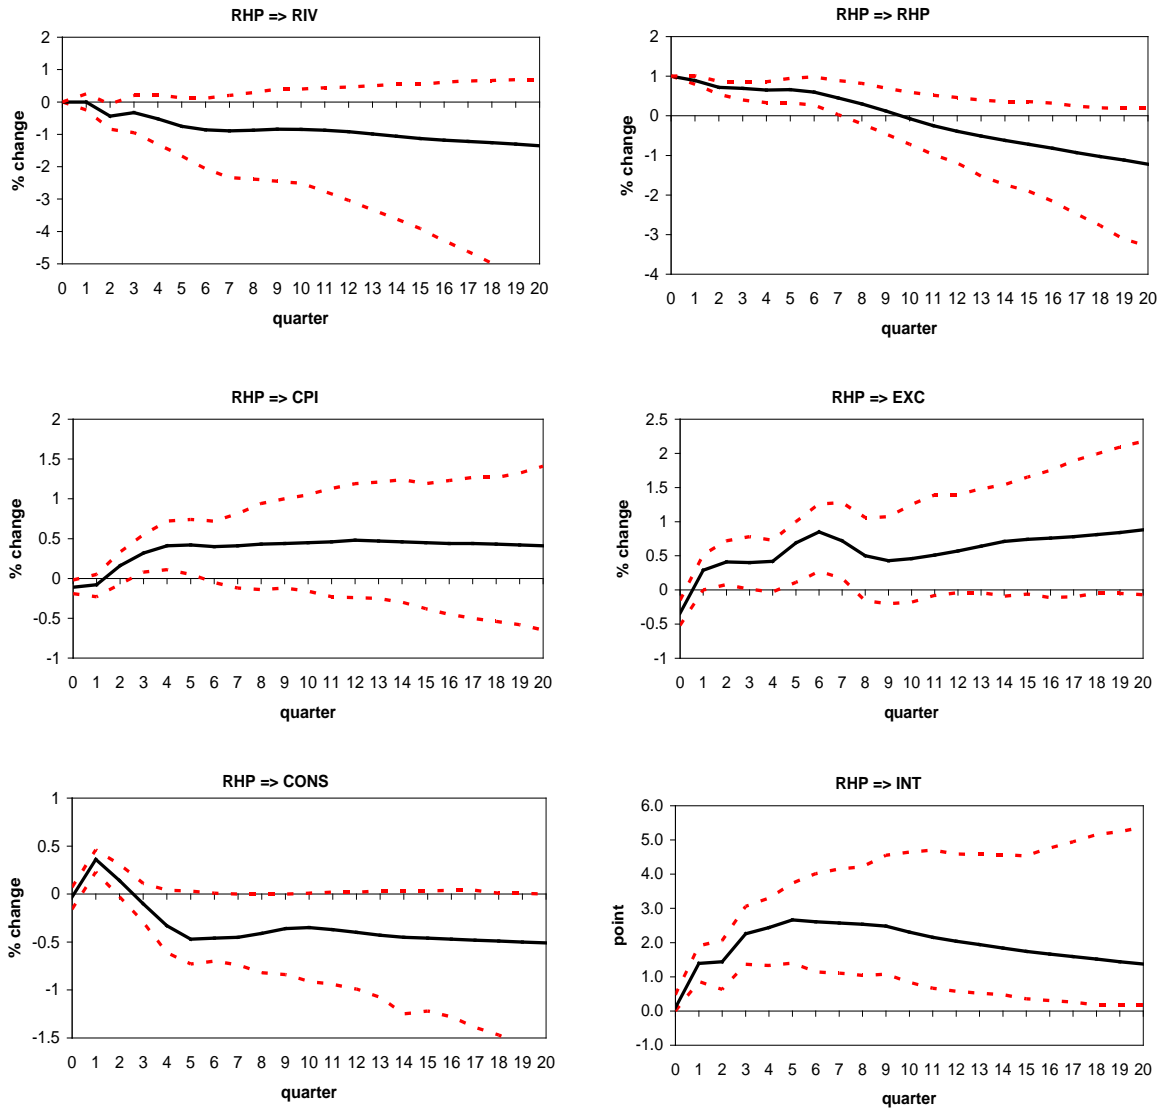 RHP => RIV
2
1
0
-1
-2
-3
-4
-5
% change
0 1 2 3 4 5 6 7 8 9 10 11 12 13 14 15 16 17 18 19 20
quarter
RHP => RHP
2
1
0
-1
-2
-3
-4
% change
0 1 2 3 4 5 6 7 8 9 10 11 12 13 14 15 16 17 18 19 20
quarter
RHP => CPI
2
1.5
1
0.5
0
-0.5
-1
% change
0 1 2 3 4 5 6 7 8 9 10 11 12 13 14 15 16 17 18 19 20
quarter
RHP => EXC
2.5
2
1.5
1
0.5
0
-0.5
-1
% change
0 1 2 3 4 5 6 7 8 9 10 11 12 13 14 15 16 17 18 19 20
quarter
RHP => CONS
1
0.5
0
-0.5
-1
-1.5
% change
0 1 2 3 4 5 6 7 8 9 10 11 12 13 14 15 16 17 18 19 20
quarter
RHP => INT
6.0
5.0
4.0
3.0
2.0
1.0
0.0
-1.0
point
0 1 2 3 4 5 6 7 8 9 10 11 12 13 14 15 16 17 18 19 20
quarter